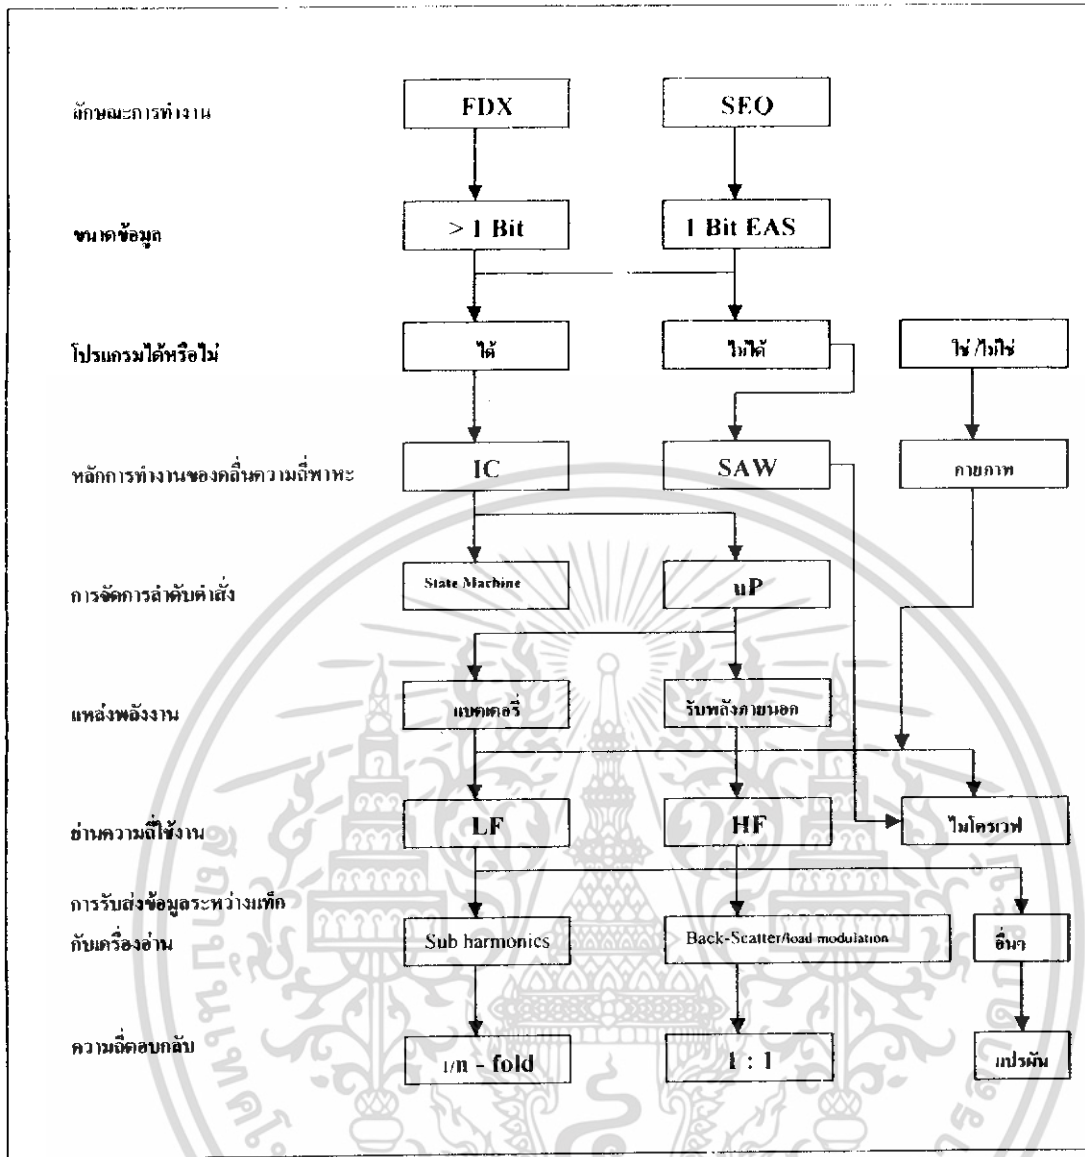 ลักษณะการทำงาน FDX SEQ
ขนาดข้อมูล > 1 Bit 1 Bit EAS
โปรแกรมได้หรือไม่ ได้ ไม่ได้ ใช่ /ไม่ใช่
หลักการทำงานของคลื่นความถี่พาหะ IC SAW กายภาพ
การจัดการลำดับคำสั่ง State Machine uP
แหล่งพลังงาน แบตเตอรี่ รับพลังภายนอก
ย่านความถี่ใช้งาน LF HF ไมโครเวฟ
การรับส่งข้อมูลระหว่างแท็ก
กับเครื่องอ่าน Sub harmonics Back-Scatter/load modulation อื่นๆ
ความถี่ตอบกลับ 1/n - fold 1 : 1 แปรผัน